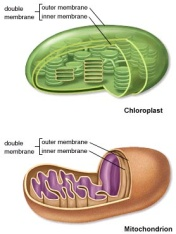 double
membrane
outer membrane
inner membrane
Chloroplast
double
membrane
outer membrane
inner membrane
Mitochondrion